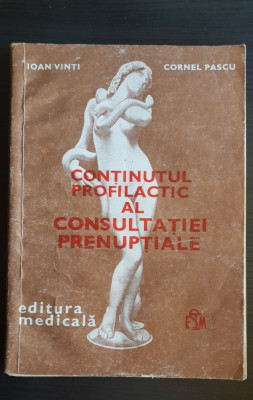 IOAN VINȚI CORNEL PASCU
CONȚINUTUL
PROFILACTIC
AL
CONSULTAȚIEI
PRENUPȚIALE
editura
medicală